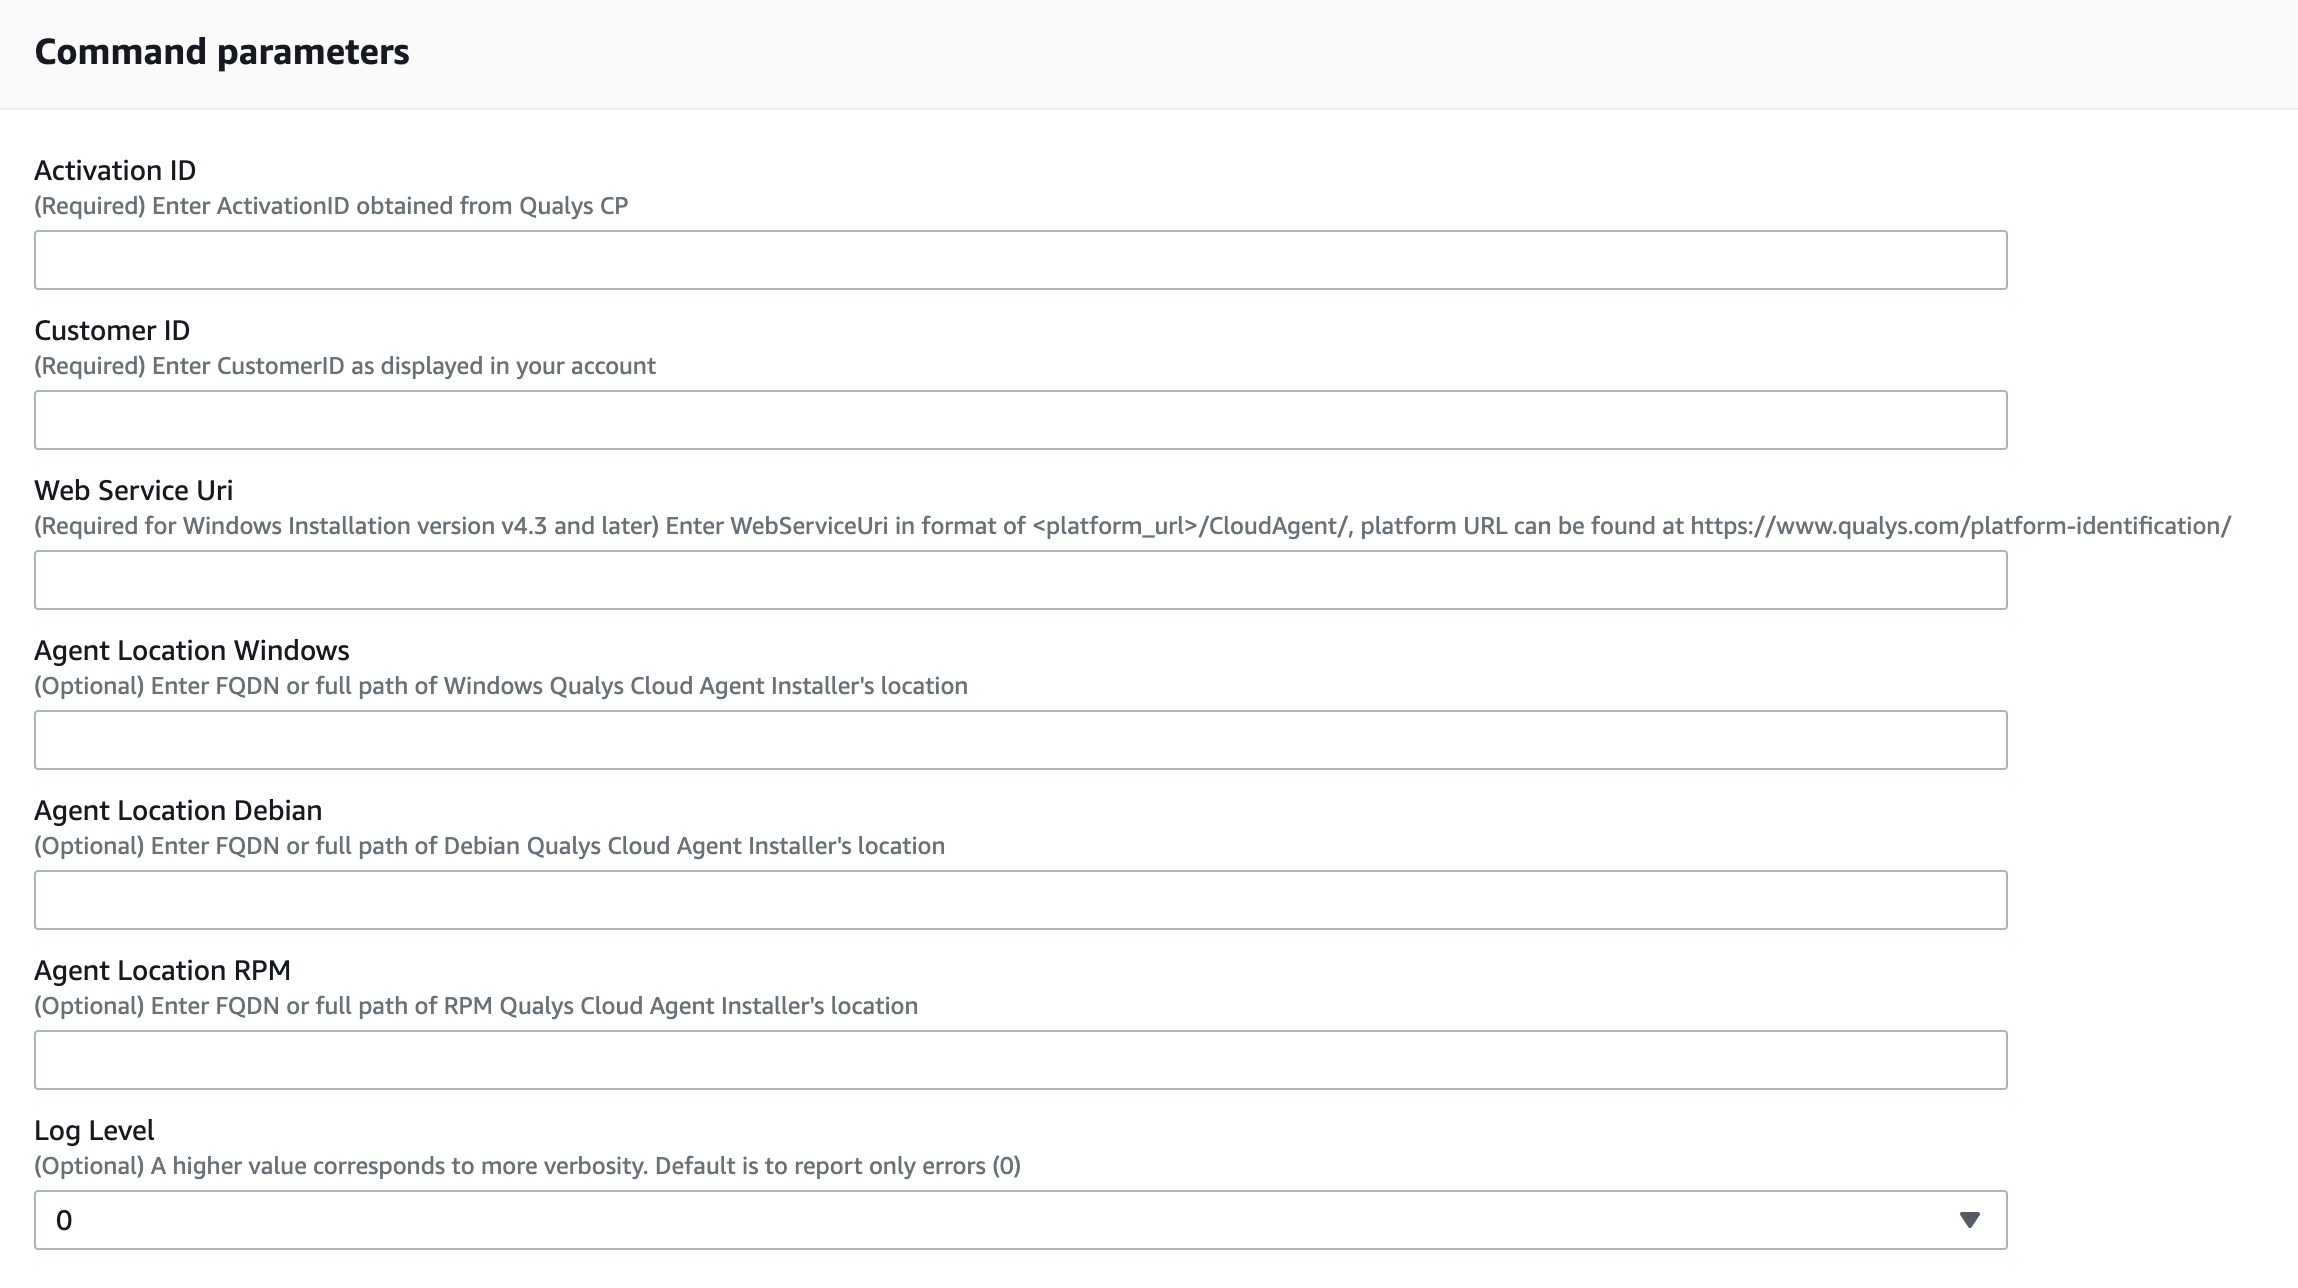 Command parameters
Activation ID
(Required) Enter ActivationID obtained from Qualys CP
Customer ID
(Required) Enter CustomerID as displayed in your account
Web Service Uri
(Required for Windows Installation version v4.3 and later) Enter WebServiceUri in format of <platform_url>/CloudAgent/, platform URL can be found at https://www.qualys.com/platform-identification/
Agent Location Windows
(Optional) Enter FQDN or full path of Windows Qualys Cloud Agent Installer's location
Agent Location Debian
(Optional) Enter FQDN or full path of Debian Qualys Cloud Agent Installer's location
Agent Location RPM
(Optional) Enter FQDN or full path of RPM Qualys Cloud Agent Installer's location
Log Level
(Optional) A higher value corresponds to more verbosity. Default is to report only errors (0)
0